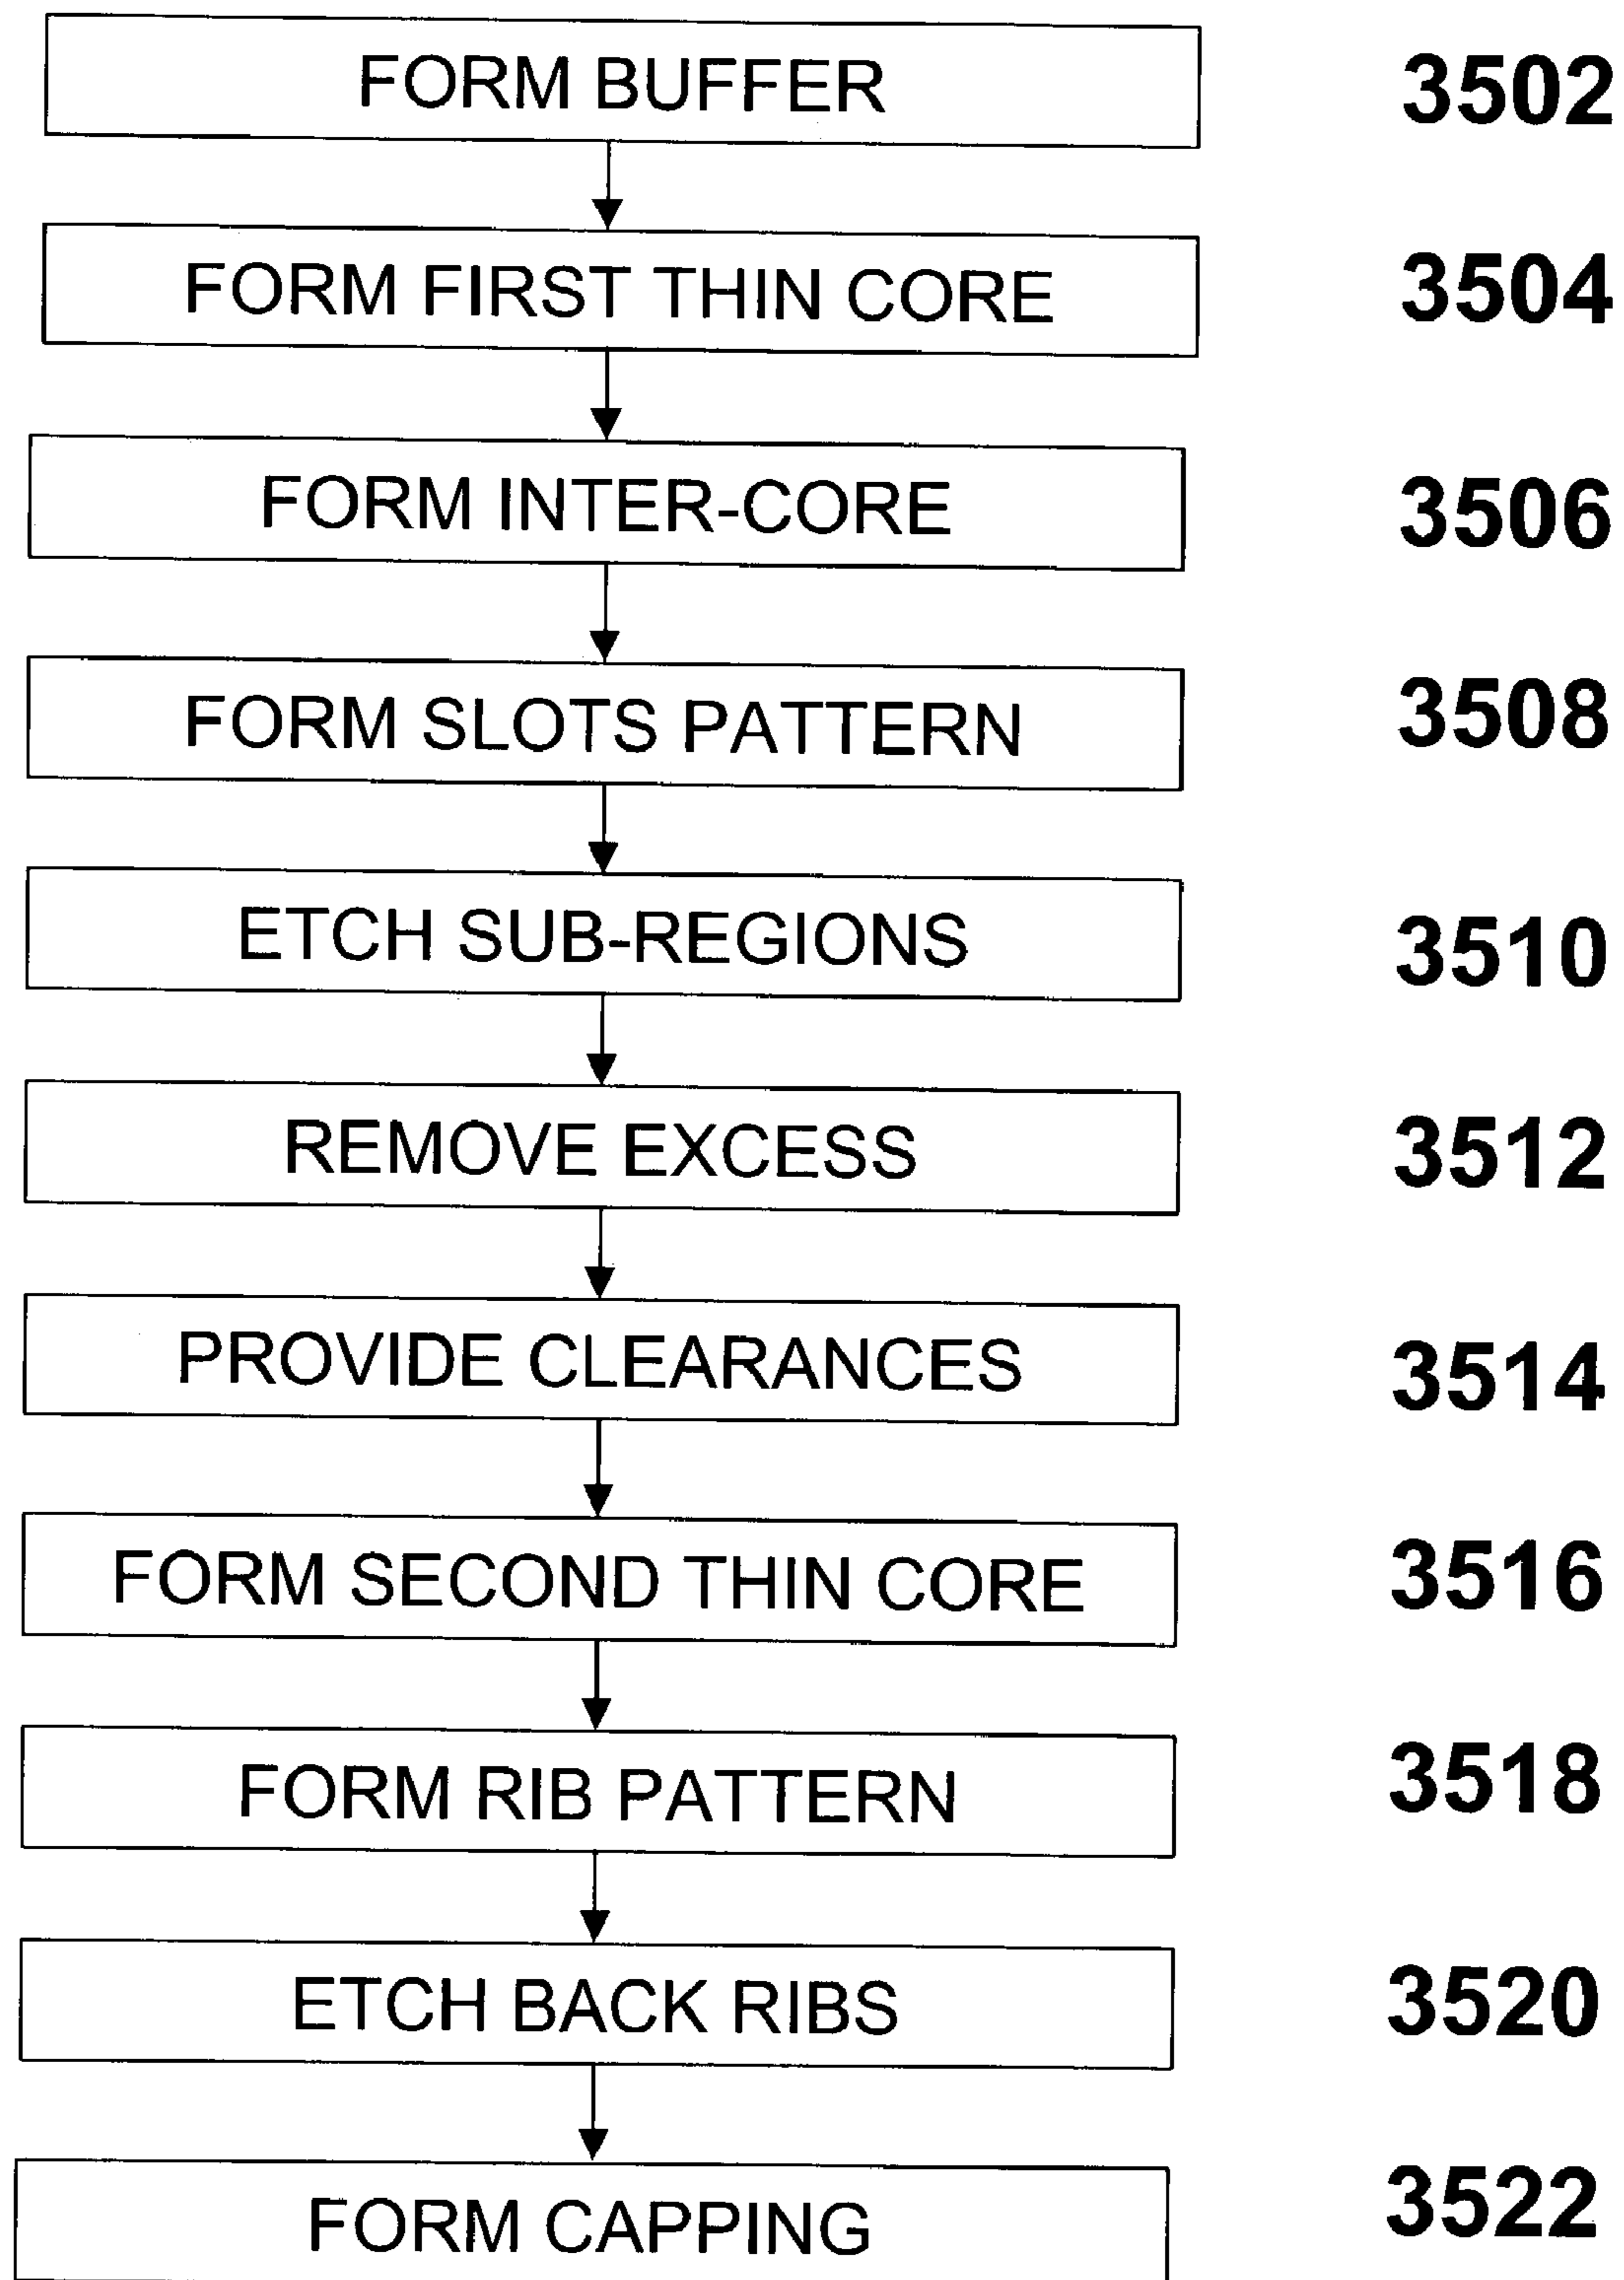 FORM BUFFER 3502
FORM FIRST THIN CORE 3504
FORM INTER-CORE 3506
FORM SLOTS PATTERN 3508
ETCH SUB-REGIONS 3510
REMOVE EXCESS 3512
PROVIDE CLEARANCES 3514
FORM SECOND THIN CORE 3516
FORM RIB PATTERN 3518
ETCH BACK RIBS 3520
FORM CAPPING 3522